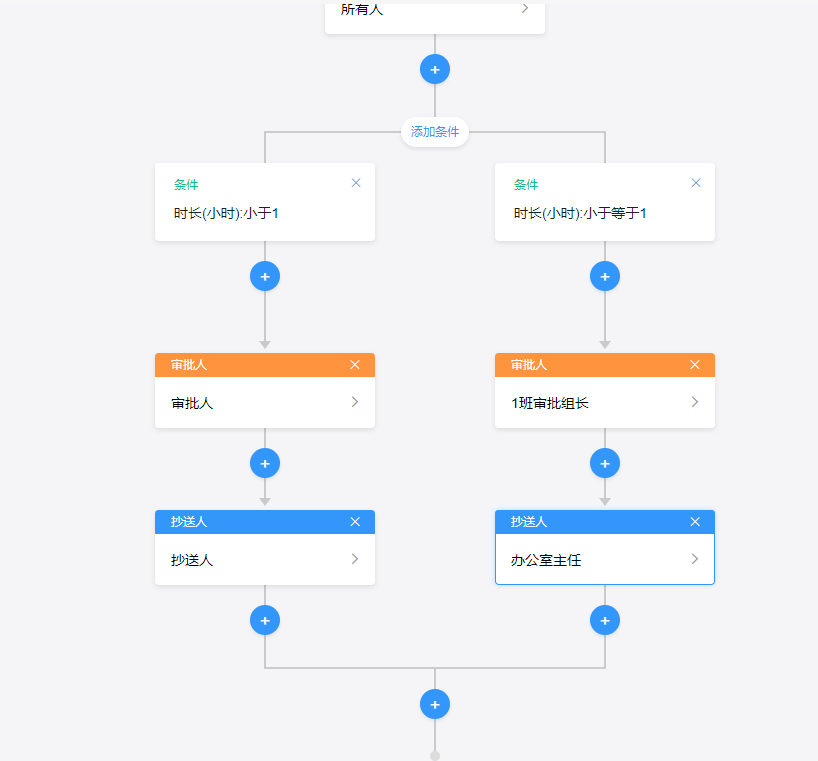 所有人
添加条件
条件
时长(小时):小于1
条件
时长(小时):小于等于1
审批人
审批人
审批人
1班审批组长
抄送人
抄送人
抄送人
办公室主任